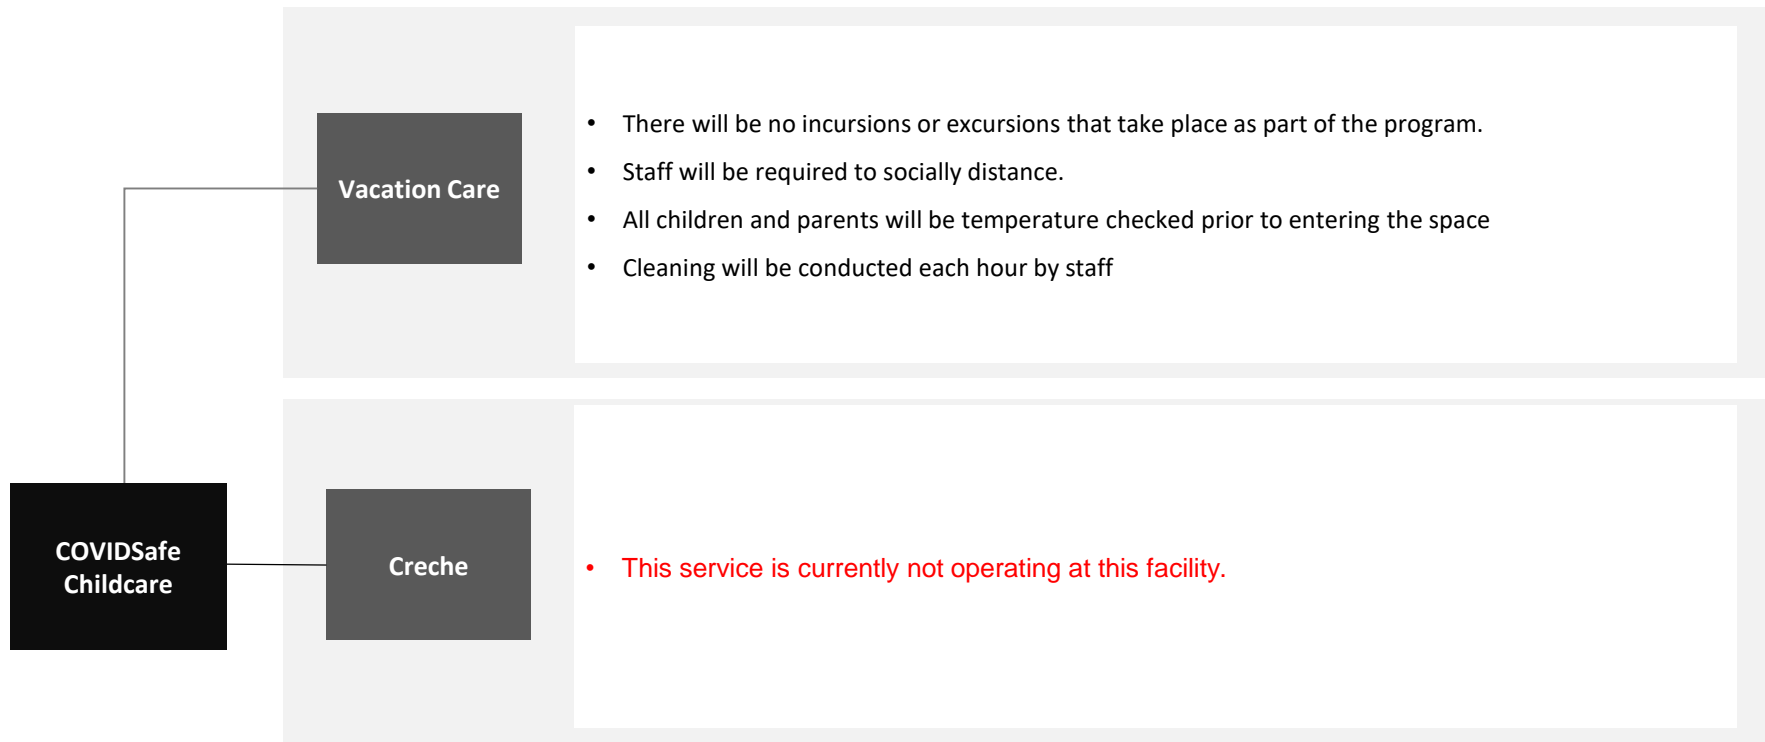 • There will be no incursions or excursions that take place as part of the program.
Vacation Care
• Staff will be required to socially distance.
• All children and parents will be temperature checked prior to entering the space
• Cleaning will be conducted each hour by staff
COVIDSafe
Childcare
Creche
• This service is currently not operating at this facility.